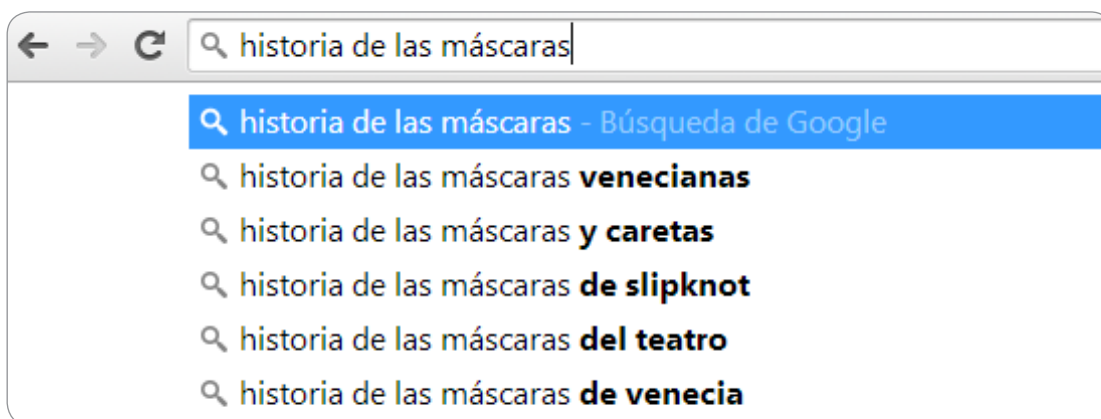 historia de las máscaras
historia de las máscaras - Búsqueda de Google
historia de las máscaras venecianas
historia de las máscaras y caretas
historia de las máscaras de slipknot
historia de las máscaras del teatro
historia de las máscaras de venecia